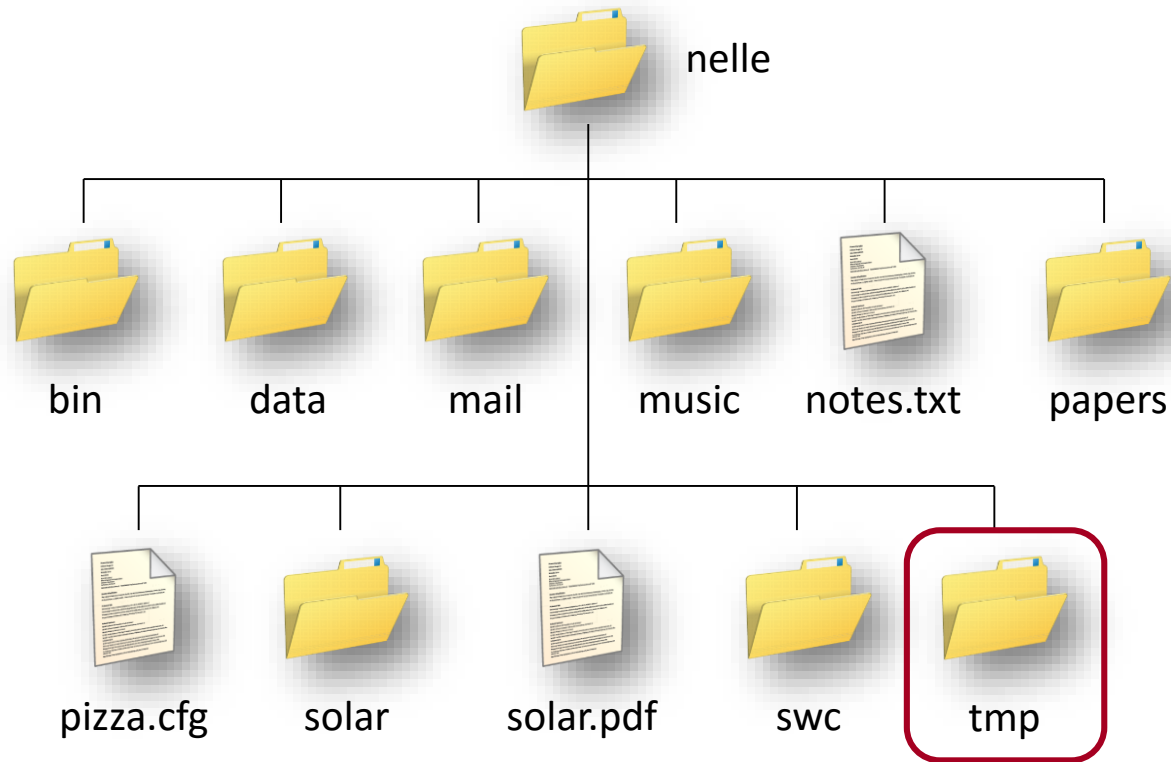 nelle
bin data mail music notes.txt papers
pizza.cfg solar solar.pdf swc tmp